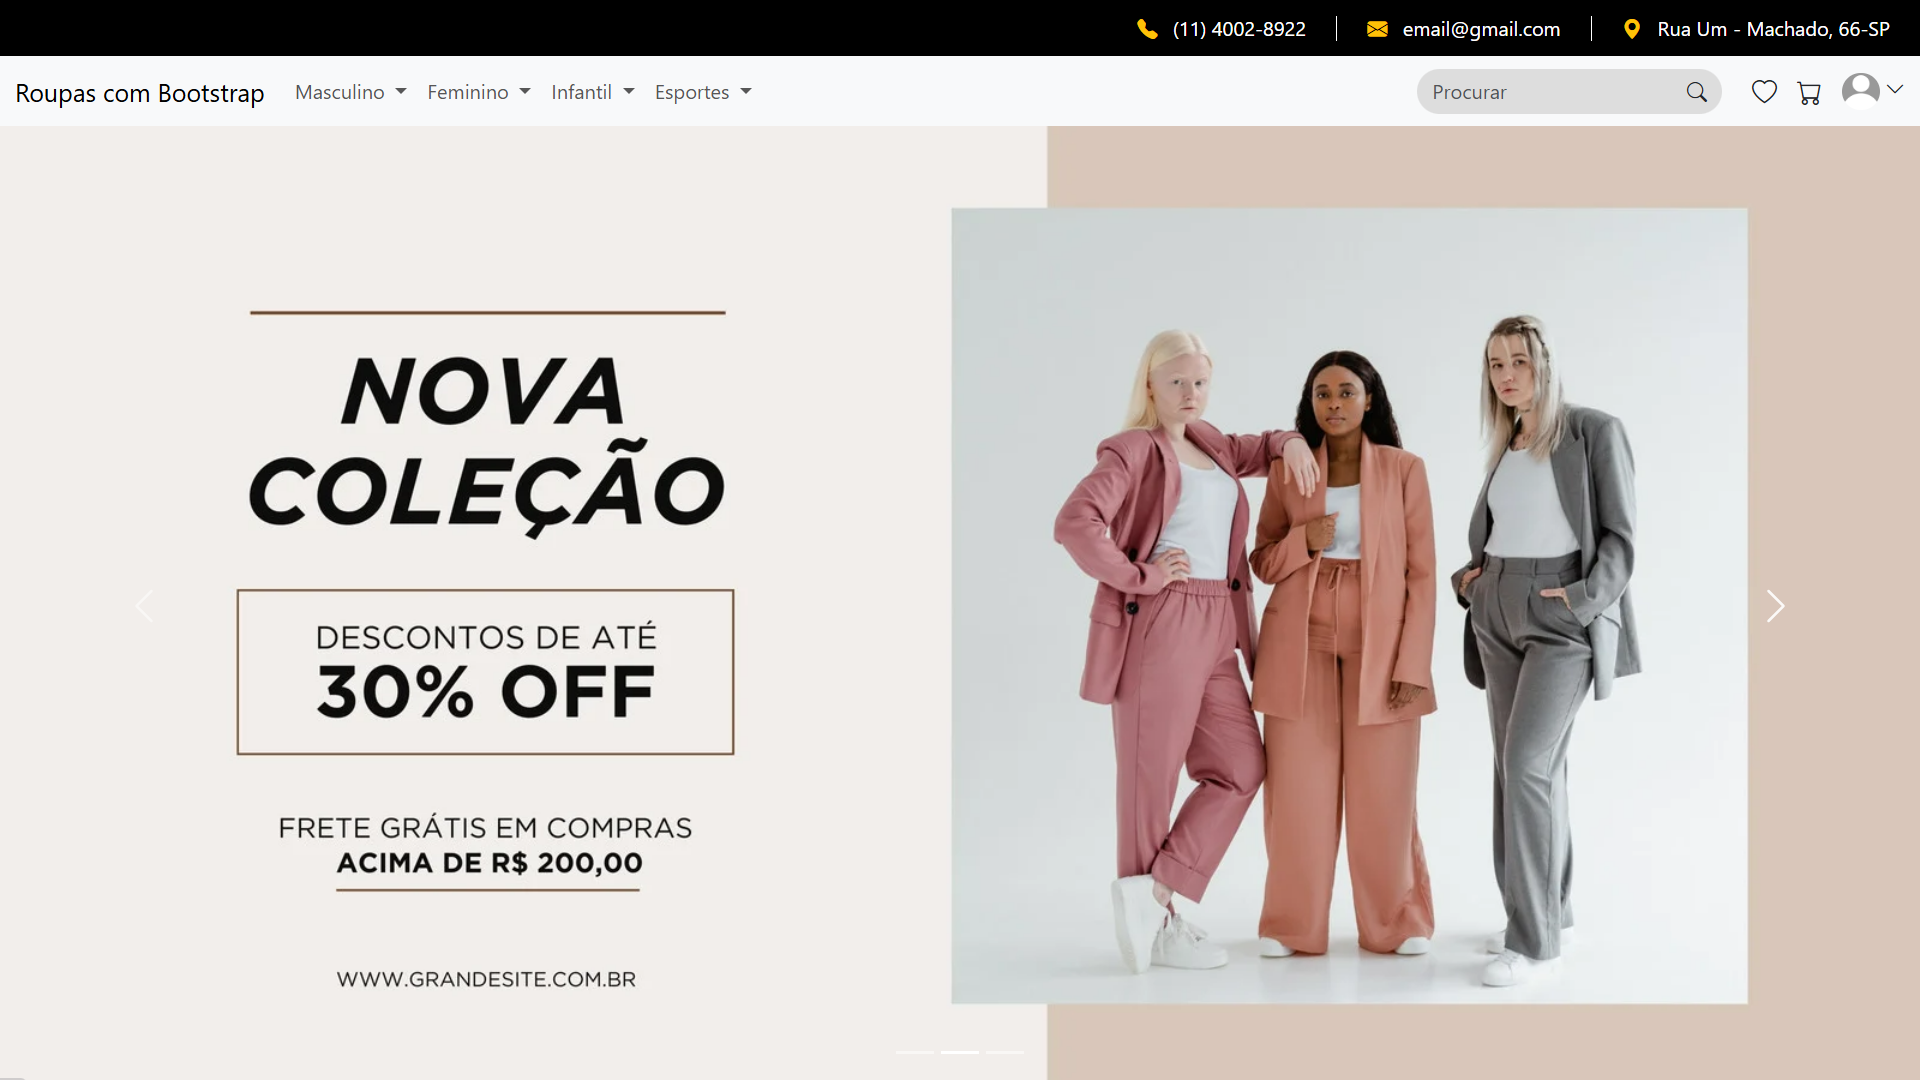 (11) 4002-8922
email@gmail.com
Rua Um - Machado, 66-SP
Roupas com Bootstrap
Masculino
Feminino
Infantil
Esportes
Procurar
NOVA
COLEÇÃO
DESCONTOS DE ATÉ
30% OFF
FRETE GRÁTIS EM COMPRAS
ACIMA DE R$ 200,00
WWW.GRANDESITE.COM.BR